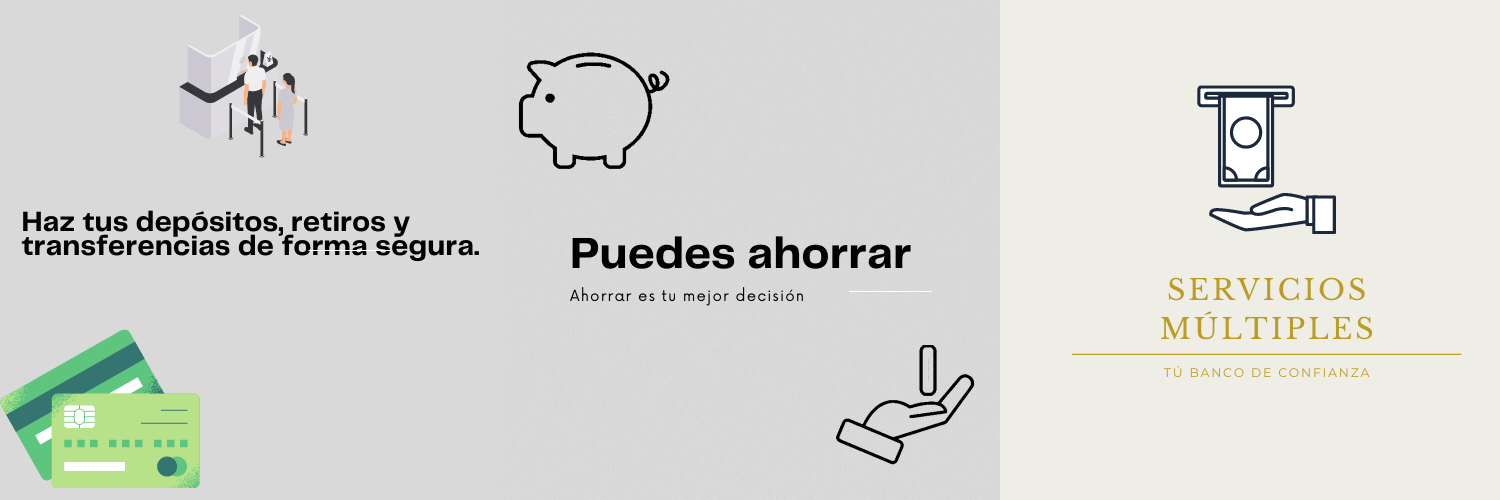 Haz tus depósitos, retiros y
transferencias de forma segura.
Puedes ahorrar
Ahorrar es tu mejor decisión
SERVICIOS
MÚLTIPLES
TÚ BANCO DE CONFIANZA